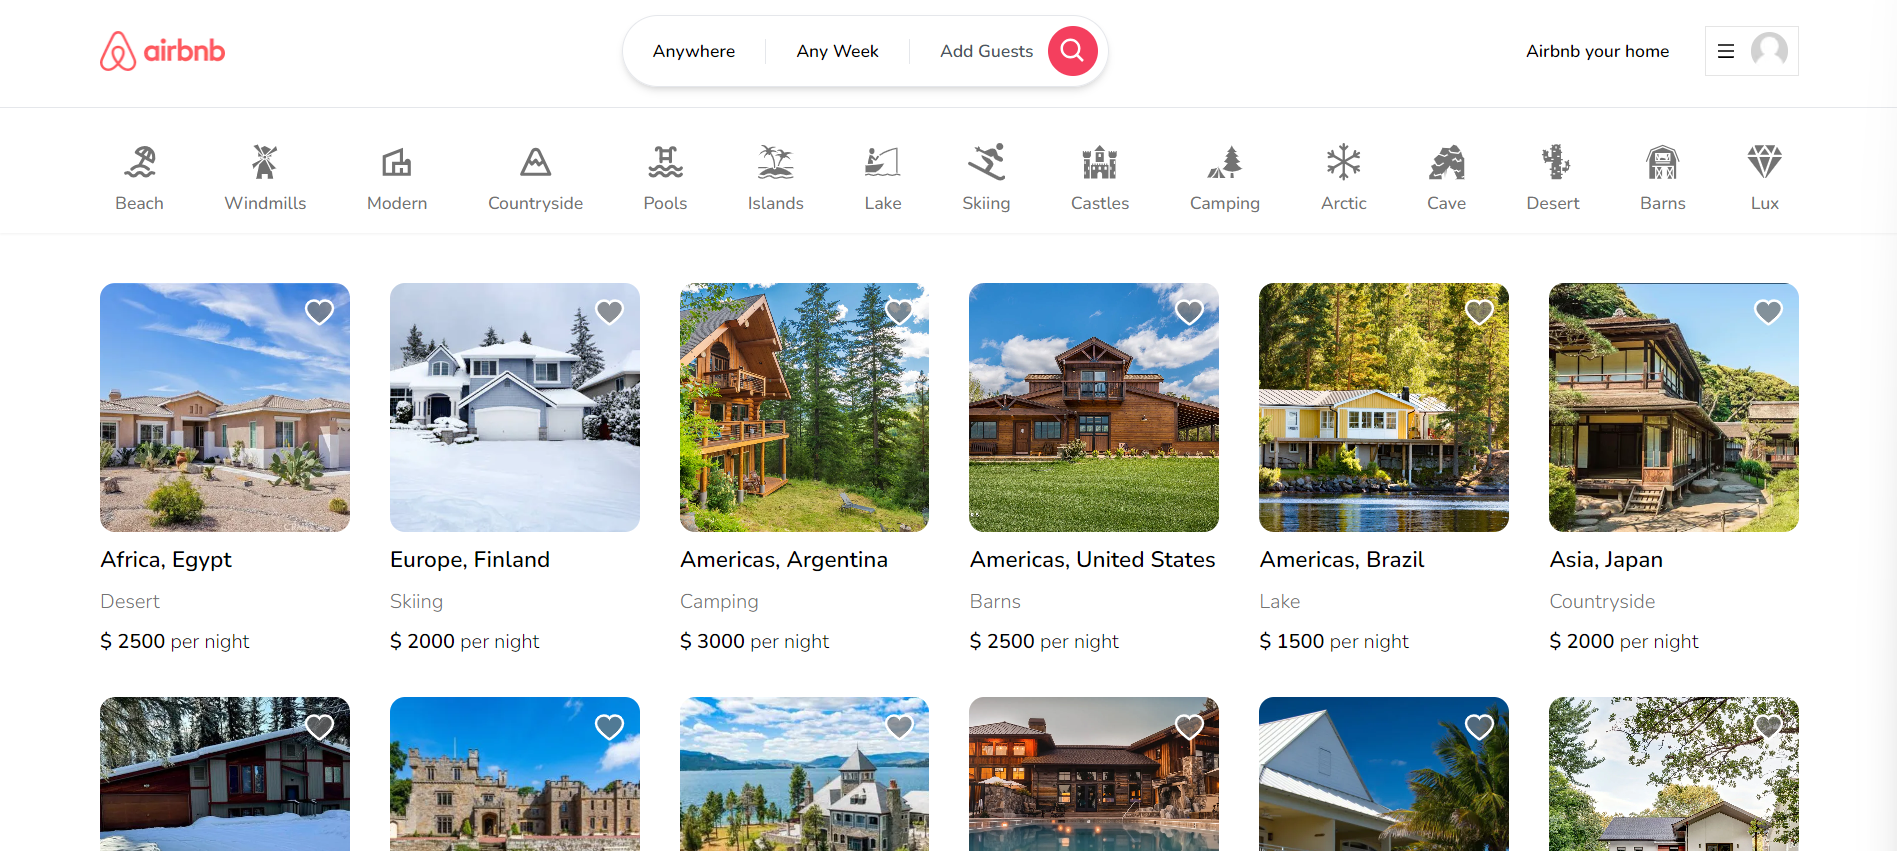 airbnb
Anywhere Any Week Add Guests
Airbnb your home
Beach Windmills Modern Countryside Pools Islands Lake Skiing Castles Camping Arctic Cave Desert Barns Lux
Africa, Egypt
Desert
$ 2500 per night
Europe, Finland
Skiing
$ 2000 per night
Americas, Argentina
Camping
$ 3000 per night
Americas, United States
Barns
$ 2500 per night
Americas, Brazil
Lake
$ 1500 per night
Asia, Japan
Countryside
$ 2000 per night